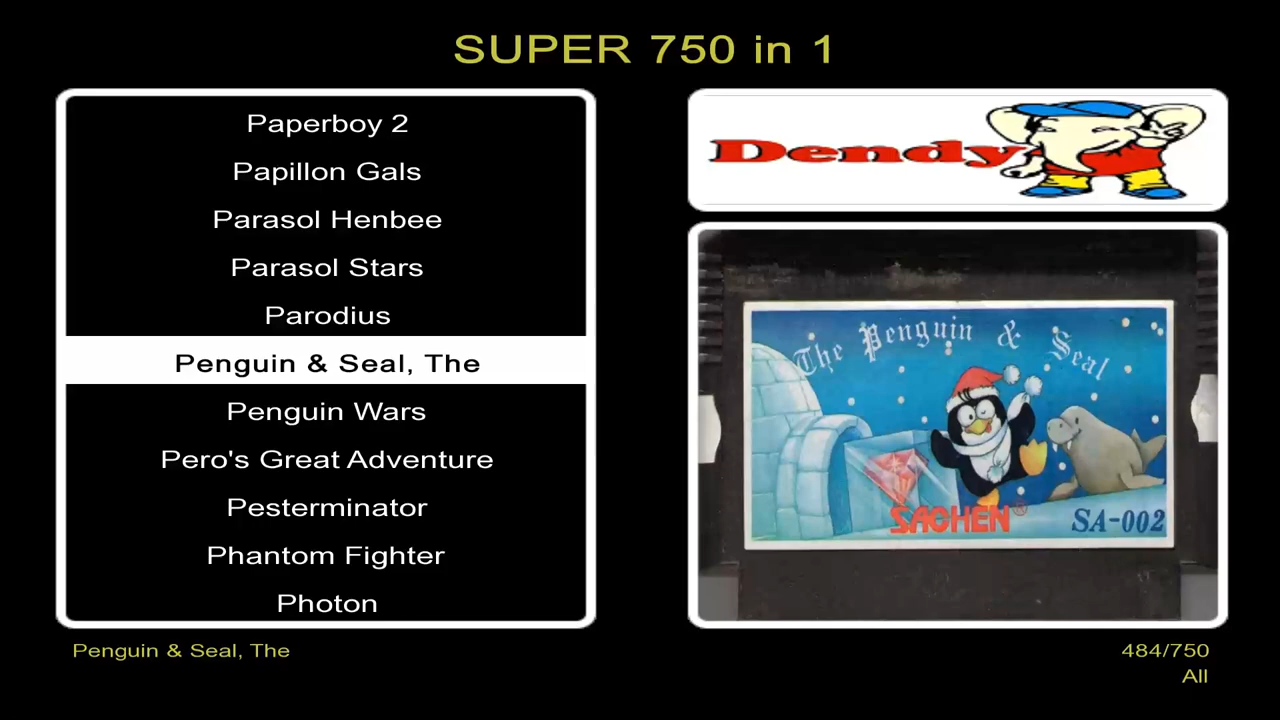 SUPER 750 in 1
Paperboy 2
Papillon Gals
Parasol Henbee
Parasol Stars
Parodius
Penguin & Seal, The
Penguin Wars
Pero's Great Adventure
Pesterminator
Phantom Fighter
Photon
Dendy
The Penguin & Seal
SACHEN®
SA-002
Penguin & Seal, The
484/750
All